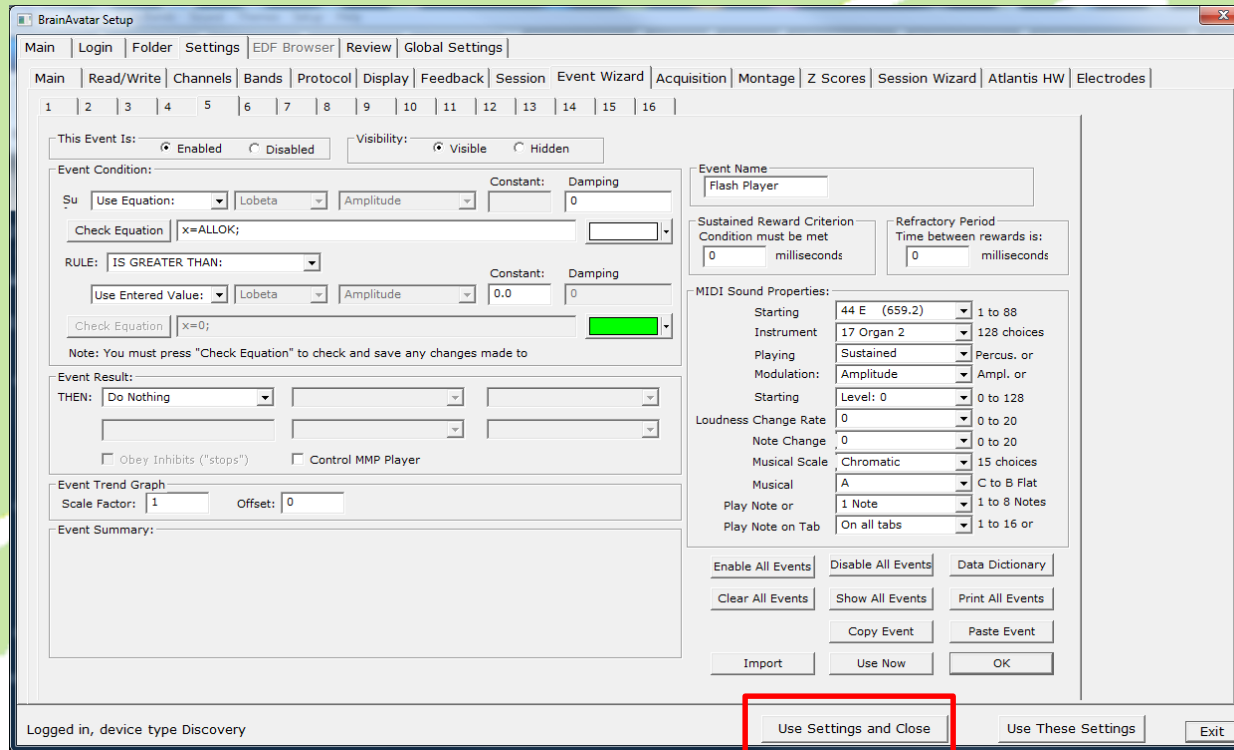 BrainAvatar Setup
Main Login Folder Settings EDF Browser Review Global Settings
Main Read/Write Channels Bands Protocol Display Feedback Session Event Wizard Acquisition Montage Z Scores Session Wizard Atlantis HW Electrodes
1 2 3 4 5 6 7 8 9 10 11 12 13 14 15 16
This Event Is: Enabled Disabled
Visibility: Visible Hidden
Event Condition:
Constant: Damping
Su Use Equation: Lobeta Amplitude 0
Check Equation x=ALLOK;
RULE: IS GREATER THAN:
Constant: Damping
Use Entered Value: Lobeta Amplitude 0.0 0
Check Equation x=0;
Note: You must press "Check Equation" to check and save any changes made to
Event Result:
THEN: Do Nothing
Obey Inhibits ("stops") Control MMP Player
Event Trend Graph
Scale Factor: 1 Offset: 0
Event Summary:
Event Name
Flash Player
Sustained Reward Criterion
Condition must be met
0 milliseconds
Refractory Period
Time between rewards is:
0 milliseconds
MIDI Sound Properties:
Starting 44 E (659.2) 1 to 88
Instrument 17 Organ 2 128 choices
Playing Sustained Percus. or
Modulation: Amplitude Ampl. or
Starting Level: 0 0 to 128
Loudness Change Rate 0 0 to 20
Note Change 0 0 to 20
Musical Scale Chromatic 15 choices
Musical A C to B Flat
Play Note or 1 Note 1 to 8 Notes
Play Note on Tab On all tabs 1 to 16 or
Enable All Events Disable All Events Data Dictionary
Clear All Events Show All Events Print All Events
Copy Event Paste Event
Import Use Now OK
Logged in, device type Discovery
Use Settings and Close Use These Settings Exit